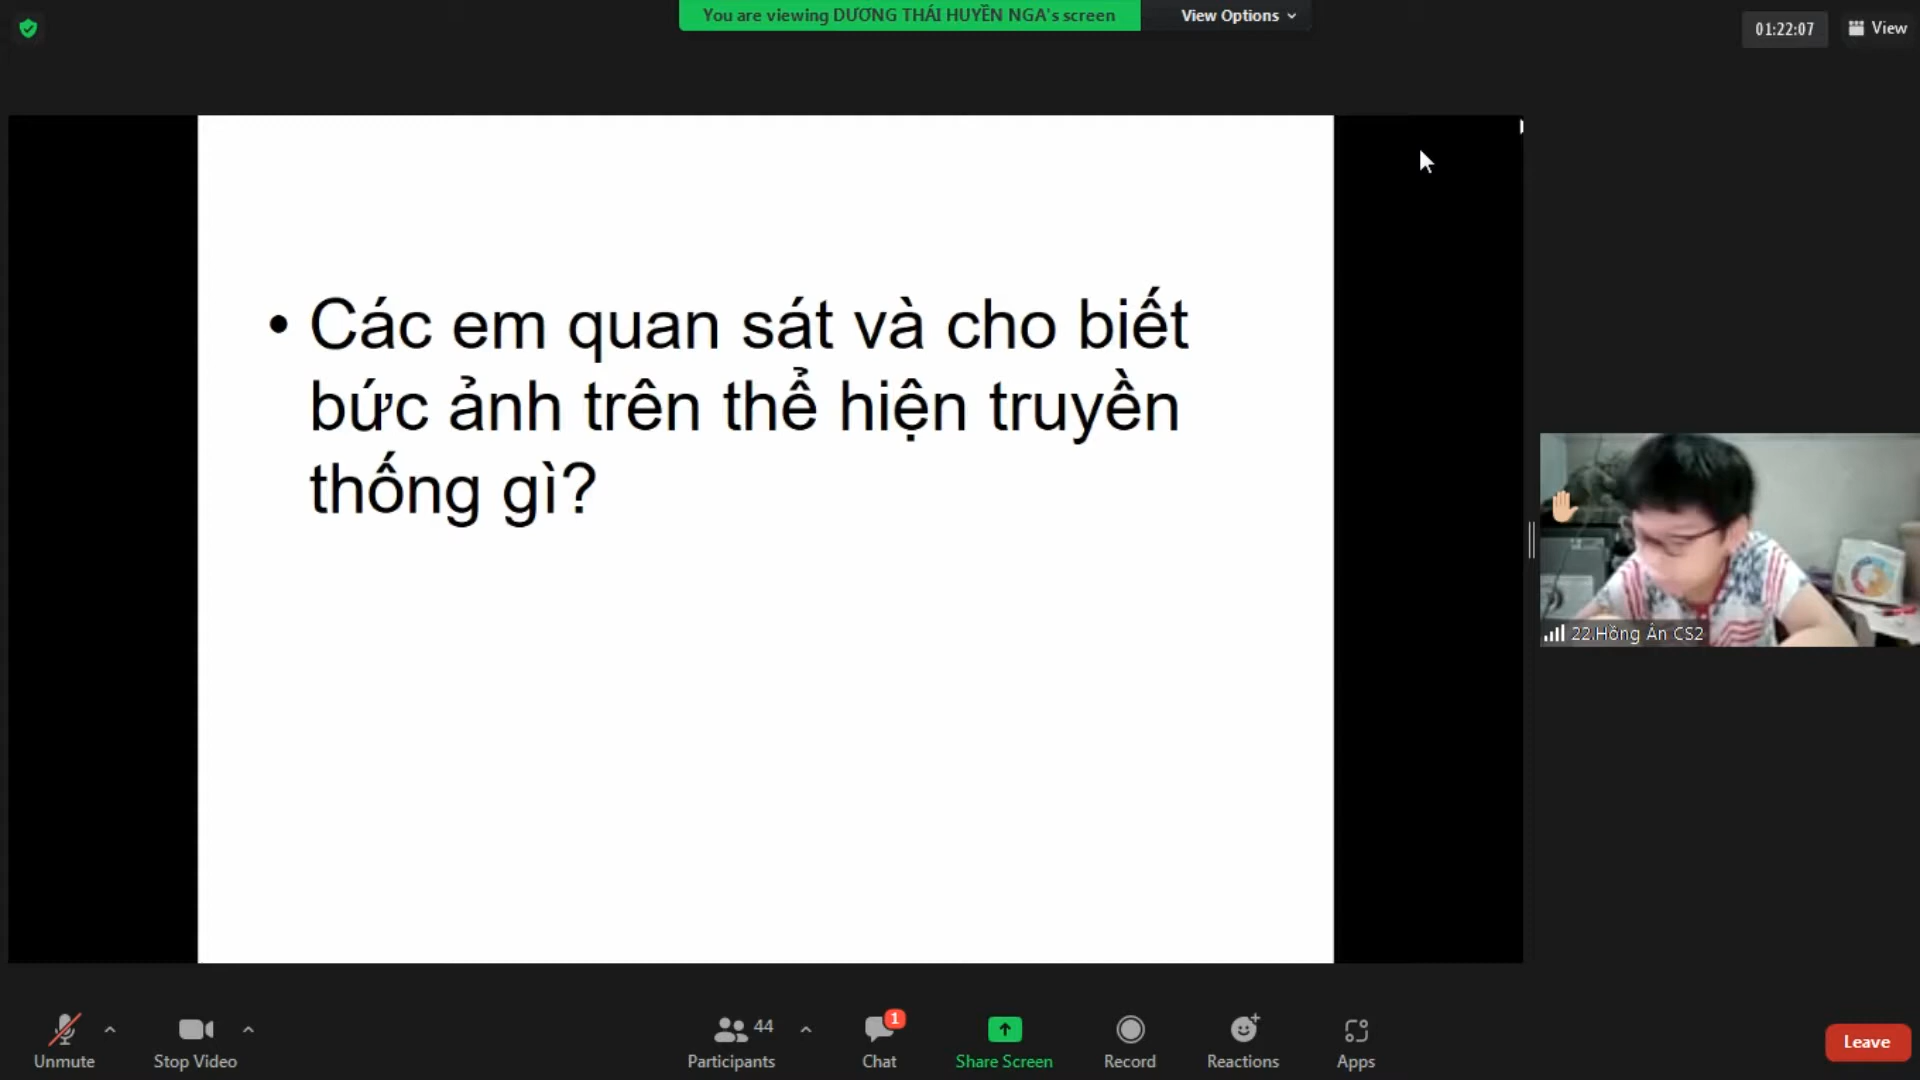 You are viewing DƯƠNG THÁI HUYỀN NGA's screen
View Options
01:22:07
View
• Các em quan sát và cho biết
bức ảnh trên thể hiện truyền
thống gì?
22.Hồng Ân CS2
Unmute
Stop Video
44
Participants
1
Chat
Share Screen
Record
Reactions
Apps
Leave